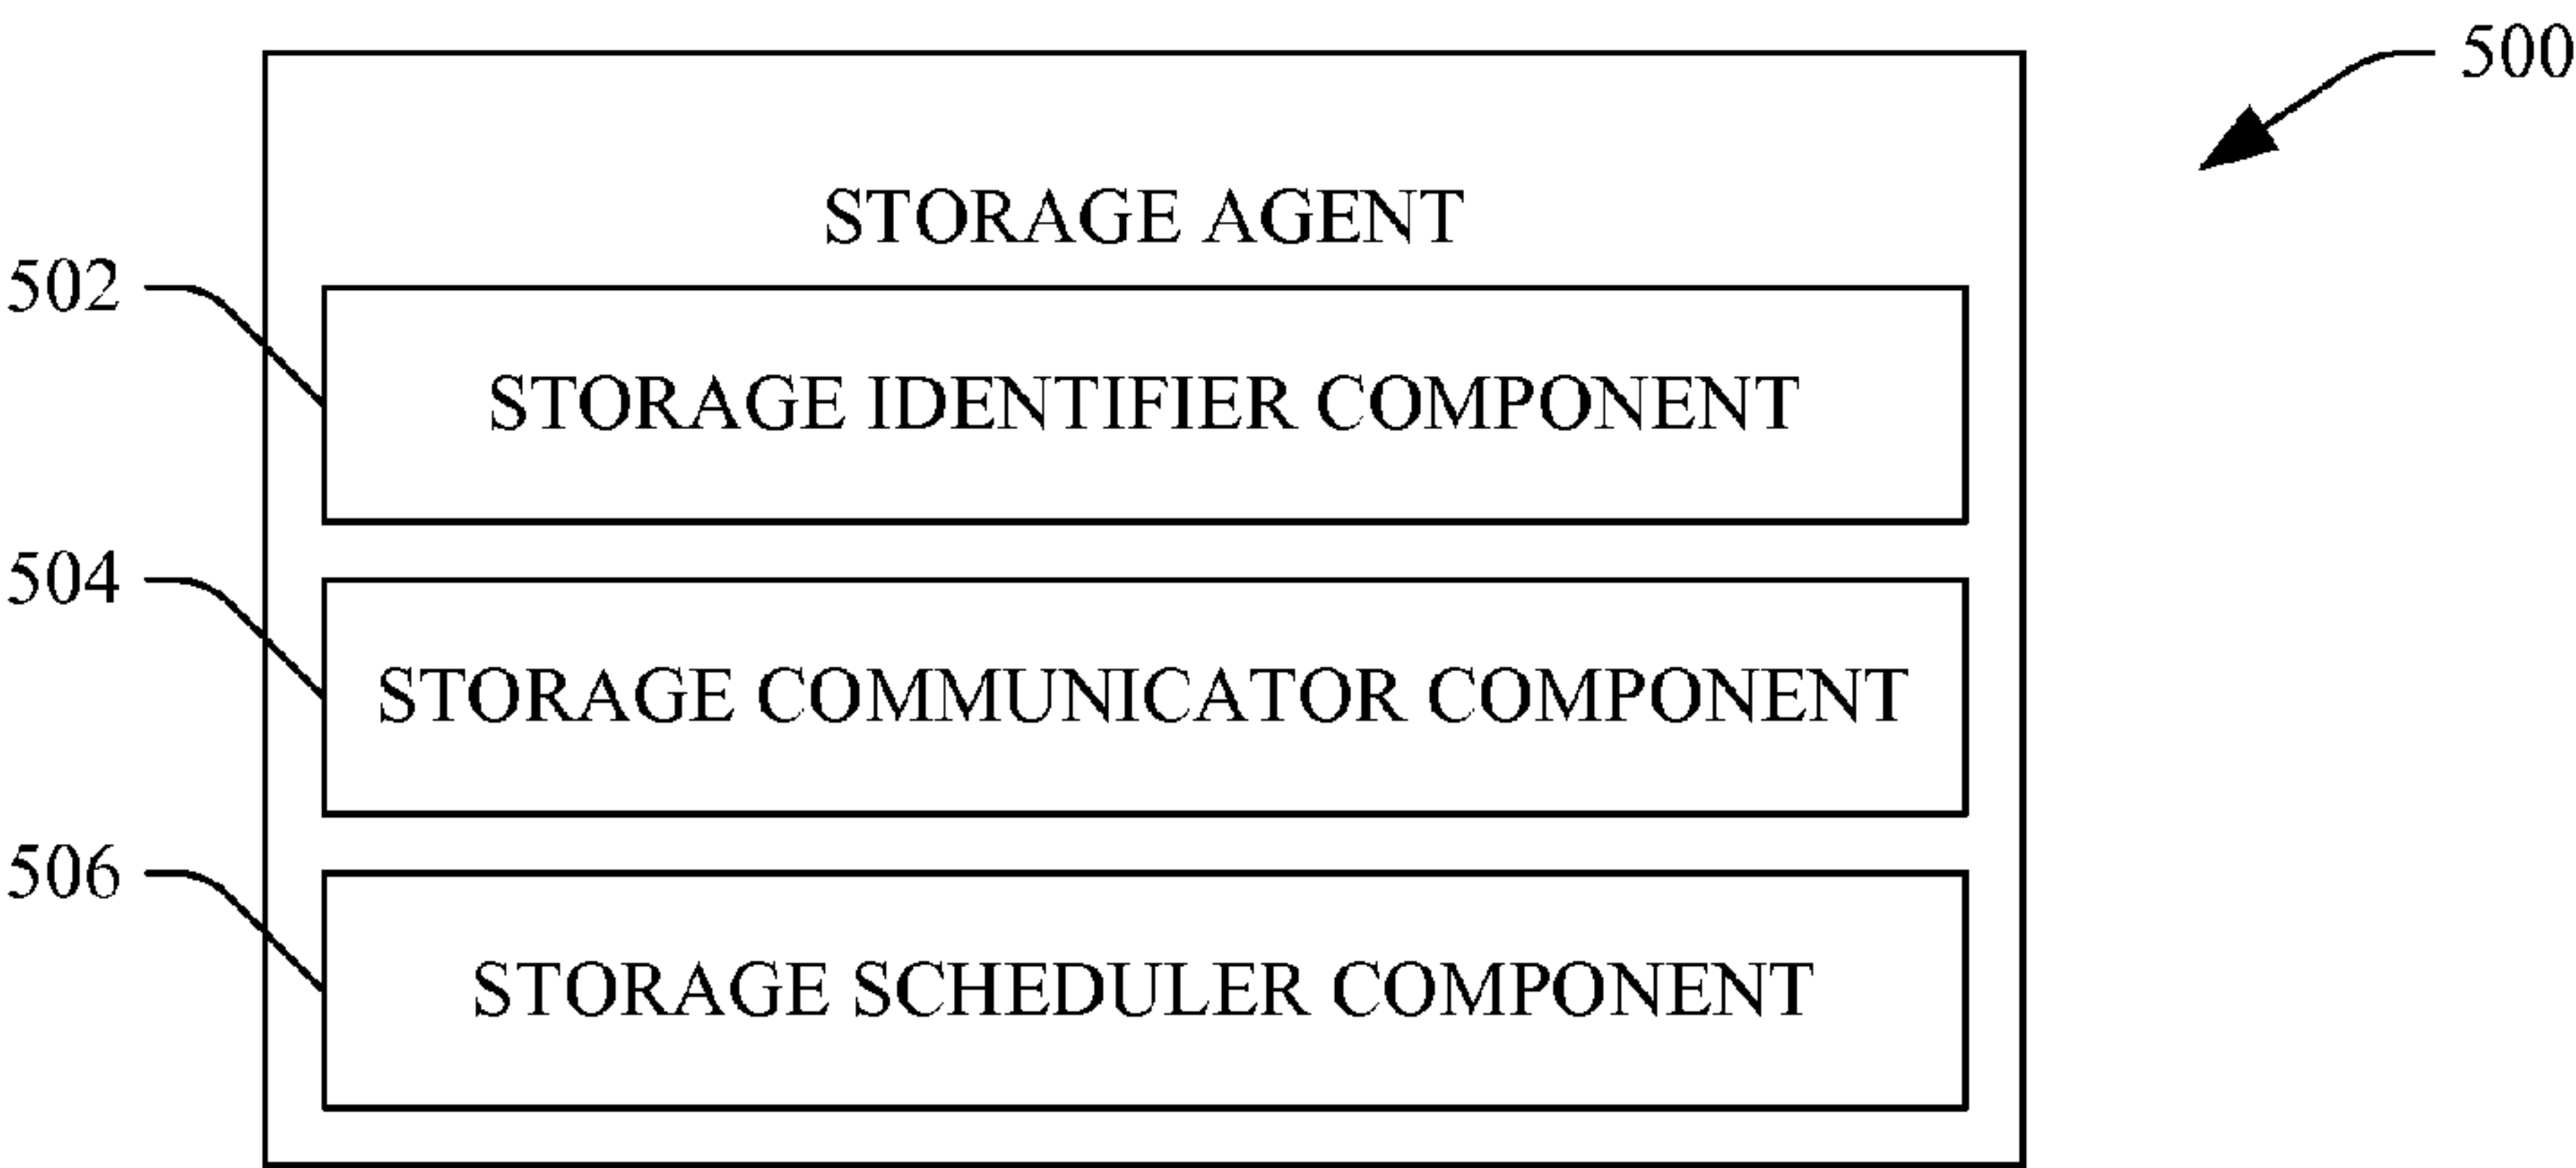 500
STORAGE AGENT
502
STORAGE IDENTIFIER COMPONENT
504
STORAGE COMMUNICATOR COMPONENT
506
STORAGE SCHEDULER COMPONENT